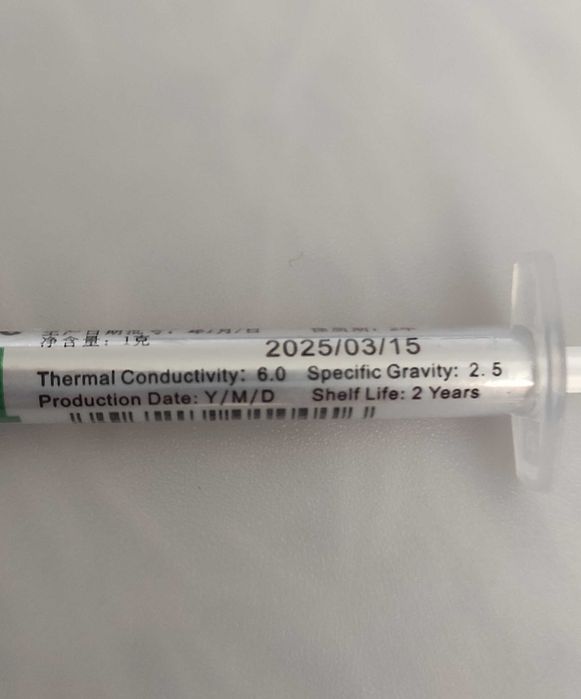 净含量：1克
2025/03/15
Thermal Conductivity: 6.0 Specific Gravity: 2.5
Production Date: Y/M/D Shelf Life: 2 Years